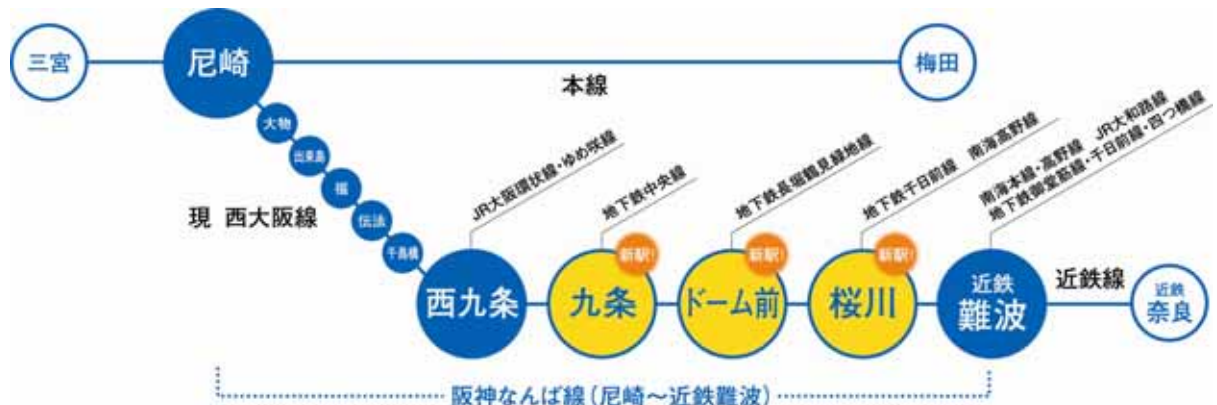 三宮
尼崎
梅田
本線
大物
出来島
福
伝法
千鳥橋
現 西大阪線
JR大阪環状線・ゆめ咲線
地下鉄中央線
地下鉄長堀鶴見緑地線
地下鉄千日前線 南海高野線
南海本線・高野線 JR大和路線
地下鉄御堂筋線・千日前線・四つ橋線
西九条
新駅!
九条
新駅!
ドーム前
新駅!
桜川
近鉄
難波
近鉄線
近鉄
奈良
阪神なんば線(尼崎~近鉄難波)